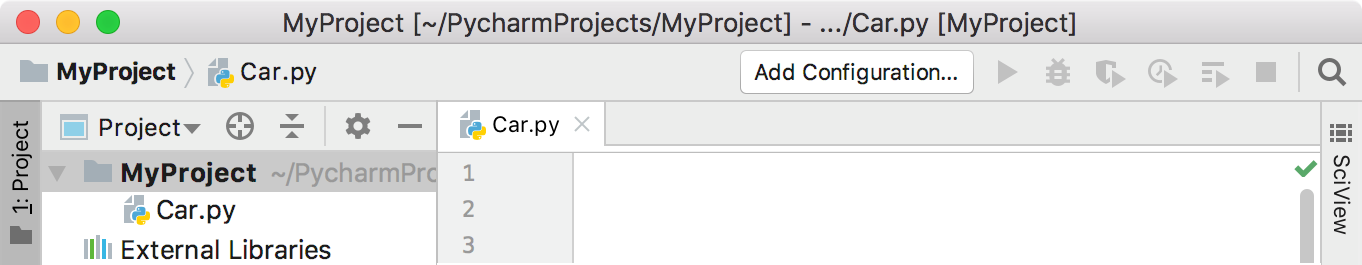 MyProject [~/PycharmProjects/MyProject] - .../Car.py [MyProject]
MyProject Car.py Add Configuration...
1: Project
Project
Car.py
MyProject ~/PycharmPro
Car.py
External Libraries
1
2
3
SciView